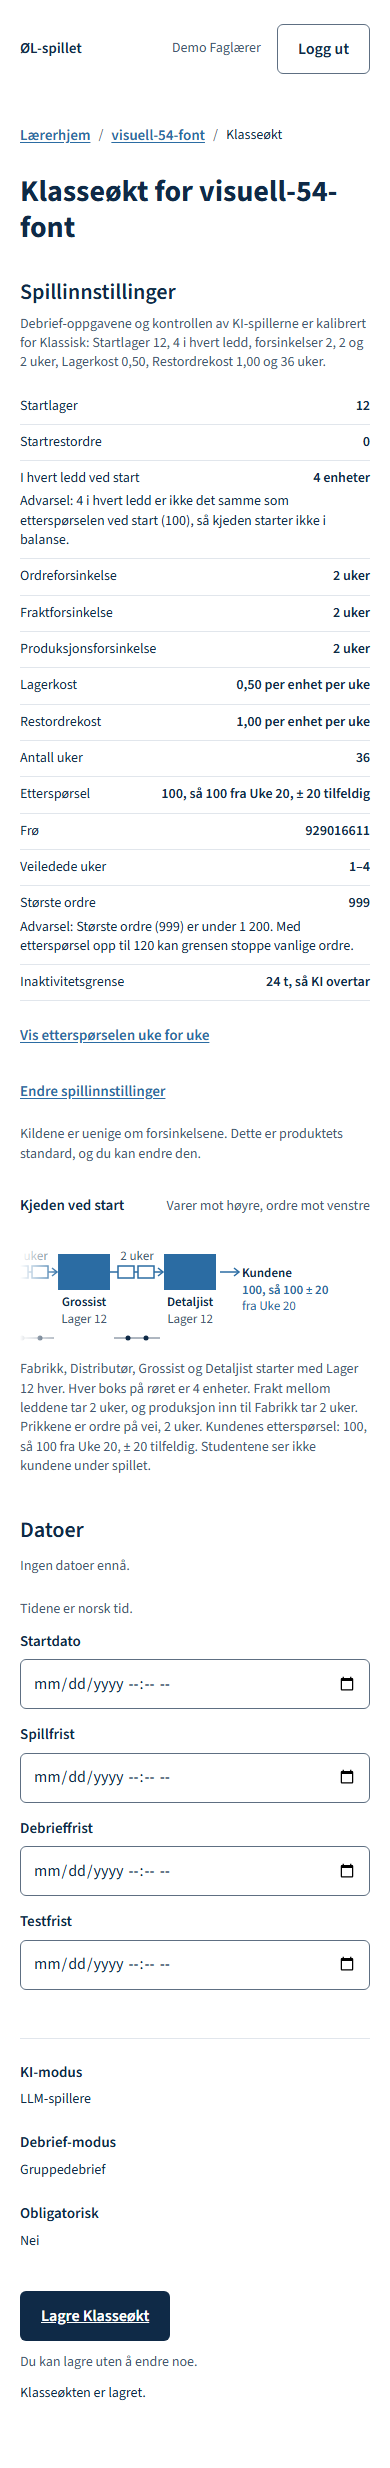 ØL-spillet
Demo Faglærer
Logg ut
Lærerhjem / visuell-54-font / Klasseøkt
Klasseøkt for visuell-54-
font
Spillinnstillinger
Debrief-oppgavene og kontrollen av KI-spillerne er kalibrert
for Klassisk: Startlager 12, 4 i hvert ledd, forsinkelser 2, 2 og
2 uker, Lagerkost 0,50, Restordrekost 1,00 og 36 uker.
Startlager 12
Startrestordre 0
I hvert ledd ved start 4 enheter
Advarsel: 4 i hvert ledd er ikke det samme som
etterspørselen ved start (100), så kjeden starter ikke i
balanse.
Ordreforsinkelse 2 uker
Fraktforsinkelse 2 uker
Produksjonsforsinkelse 2 uker
Lagerkost 0,50 per enhet per uke
Restordrekost 1,00 per enhet per uke
Antall uker 36
Etterspørsel 100, så 100 fra Uke 20, ± 20 tilfeldig
Frø 929016611
Veiledede uker 1–4
Største ordre 999
Advarsel: Største ordre (999) er under 1 200. Med
etterspørsel opp til 120 kan grensen stoppe vanlige ordre.
Inaktivitetsgrense 24 t, så KI overtar
Vis etterspørselen uke for uke
Endre spillinnstillinger
Kildene er uenige om forsinkelsene. Dette er produktets
standard, og du kan endre den.
Kjeden ved start Varer mot høyre, ordre mot venstre
uker 2 uker
Kundene
100, så 100 ± 20
fra Uke 20
Grossist Detaljist
Lager 12 Lager 12
Fabrikk, Distributør, Grossist og Detaljist starter med Lager
12 hver. Hver boks på røret er 4 enheter. Frakt mellom
leddene tar 2 uker, og produksjon inn til Fabrikk tar 2 uker.
Prikkene er ordre på vei, 2 uker. Kundenes etterspørsel: 100,
så 100 fra Uke 20, ± 20 tilfeldig. Studentene ser ikke
kundene under spillet.
Datoer
Ingen datoer ennå.
Tidene er norsk tid.
Startdato
mm/dd/yyyy --:-- --
Spillfrist
mm/dd/yyyy --:-- --
Debrieffrist
mm/dd/yyyy --:-- --
Testfrist
mm/dd/yyyy --:-- --
KI-modus
LLM-spillere
Debrief-modus
Gruppedebrief
Obligatorisk
Nei
Lagre Klasseøkt
Du kan lagre uten å endre noe.
Klasseøkten er lagret.